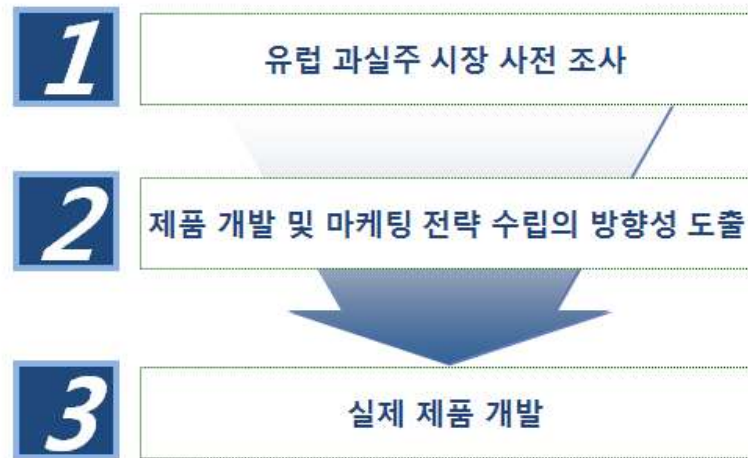 1
유럽 과실주 시장 사전 조사
2
제품 개발 및 마케팅 전략 수립의 방향성 도출
3
실제 제품 개발